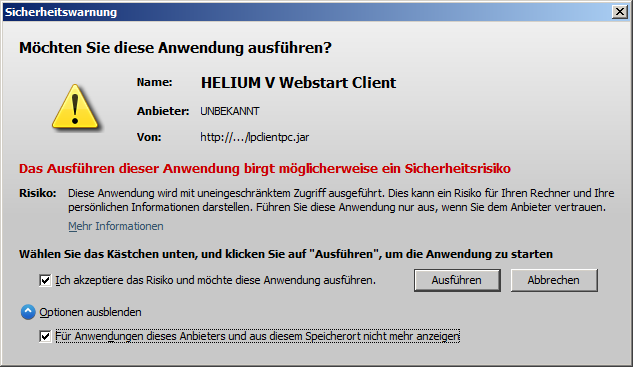 Sicherheitswarnung
Möchten Sie diese Anwendung ausführen?
Name: HELIUM V Webstart Client
Anbieter: UNBEKANNT
Von: http://.../lpclientpc.jar
Das Ausführen dieser Anwendung birgt möglicherweise ein Sicherheitsrisiko
Risiko: Diese Anwendung wird mit uneingeschränktem Zugriff ausgeführt. Dies kann ein Risiko für Ihren Rechner und Ihre
persönlichen Informationen darstellen. Führen Sie diese Anwendung nur aus, wenn Sie dem Anbieter vertrauen.
Mehr Informationen
Wählen Sie das Kästchen unten, und klicken Sie auf "Ausführen", um die Anwendung zu starten
Ich akzeptiere das Risiko und möchte diese Anwendung ausführen. Ausführen Abbrechen
Optionen ausblenden
Für Anwendungen dieses Anbieters und aus diesem Speicherort nicht mehr anzeigen